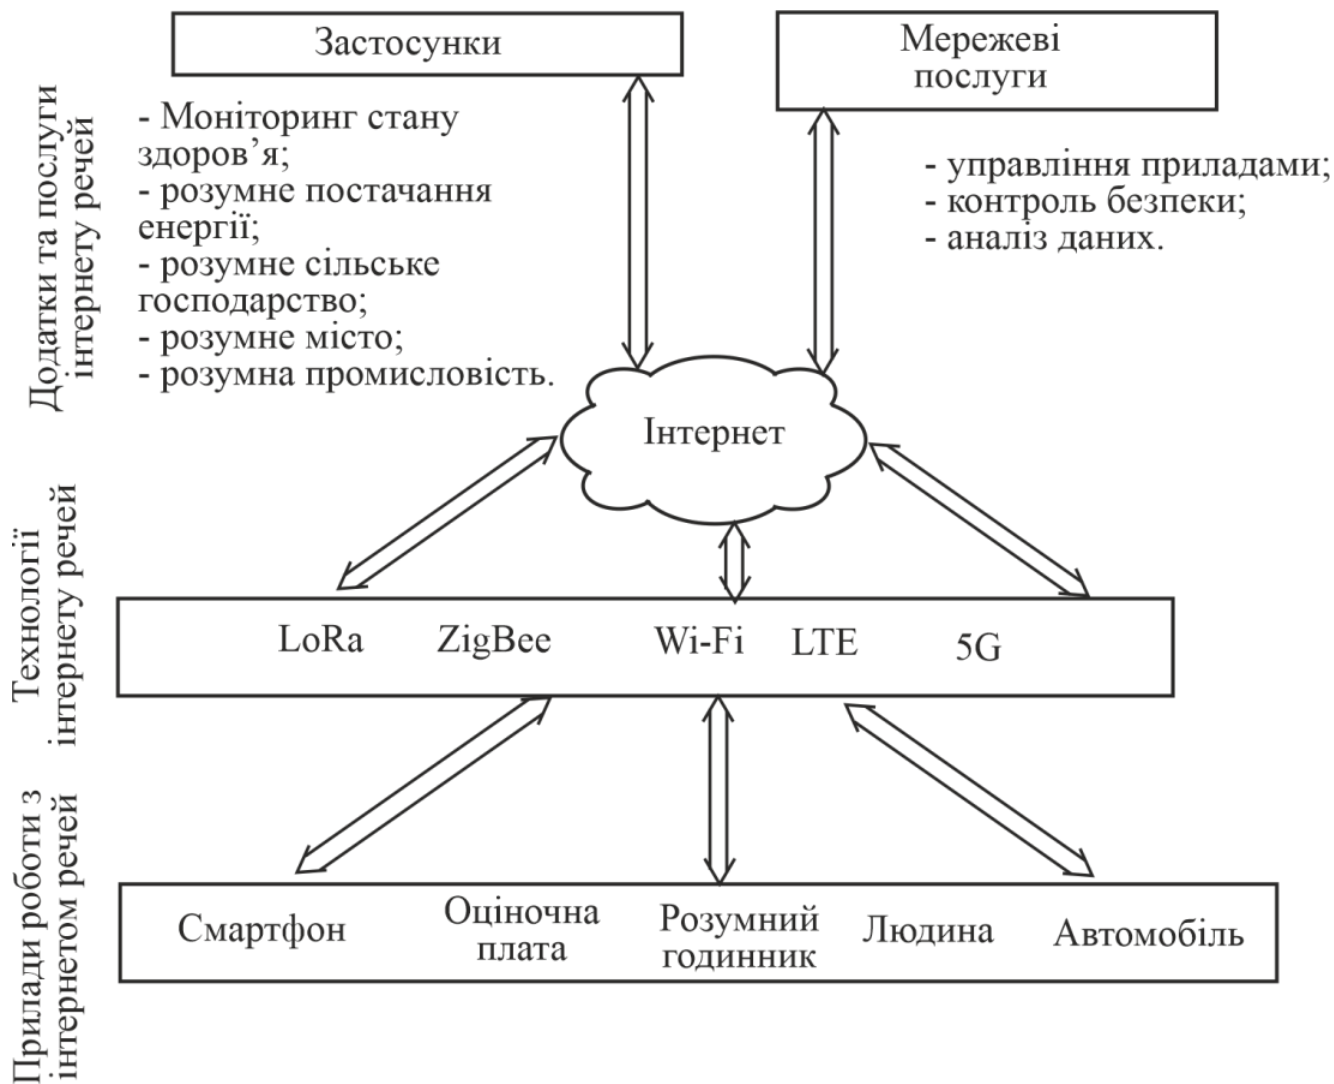 Застосунки
Мережеві
послуги
Додатки та послуги
інтернету речей
- Моніторинг стану
здоров’я;
- розумне постачання
енергії;
- розумне сільське
господарство;
- розумне місто;
- розумна промисловість.
- управління приладами;
- контроль безпеки;
- аналіз даних.
Інтернет
Технології
інтернету речей
LoRa
ZigBee
Wi-Fi
LTE
5G
Прилади роботи з
інтернетом речей
Смартфон
Оціночна
плата
Розумний
годинник
Людина
Автомобіль